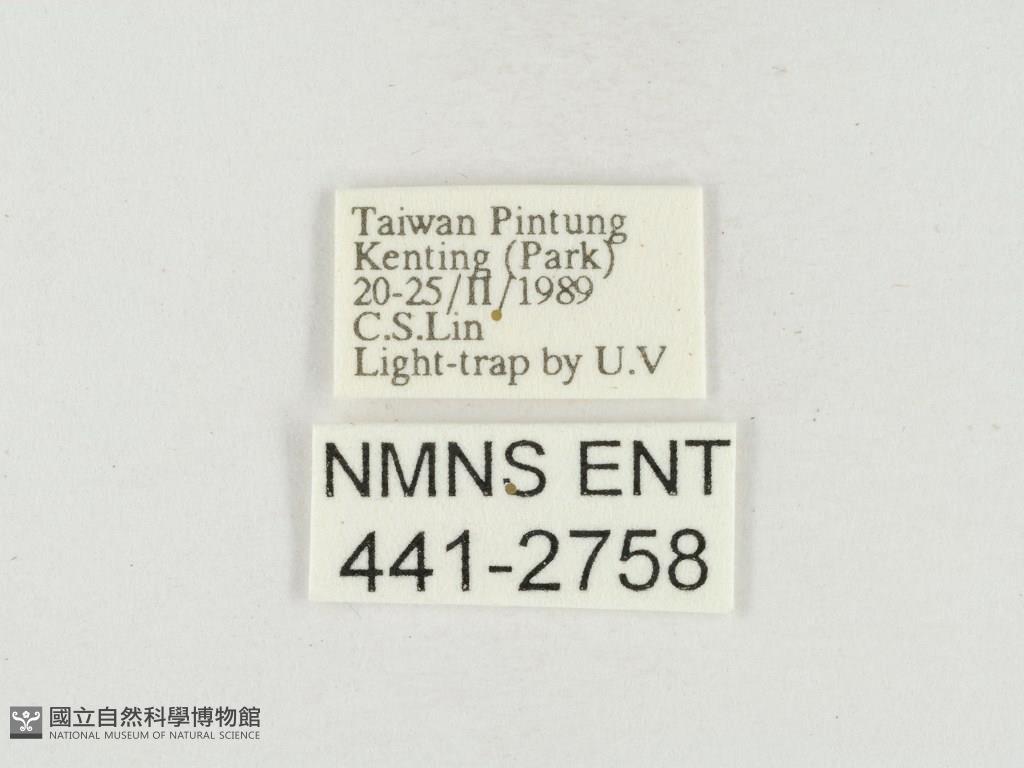 Taiwan Pintung
Kenting (Park)
20-25/II/1989
C.S.Lin
Light-trap by U.V
NMNS ENT
441-2758
國立自然科學博物館
NATIONAL MUSEUM OF NATURAL SCIENCE